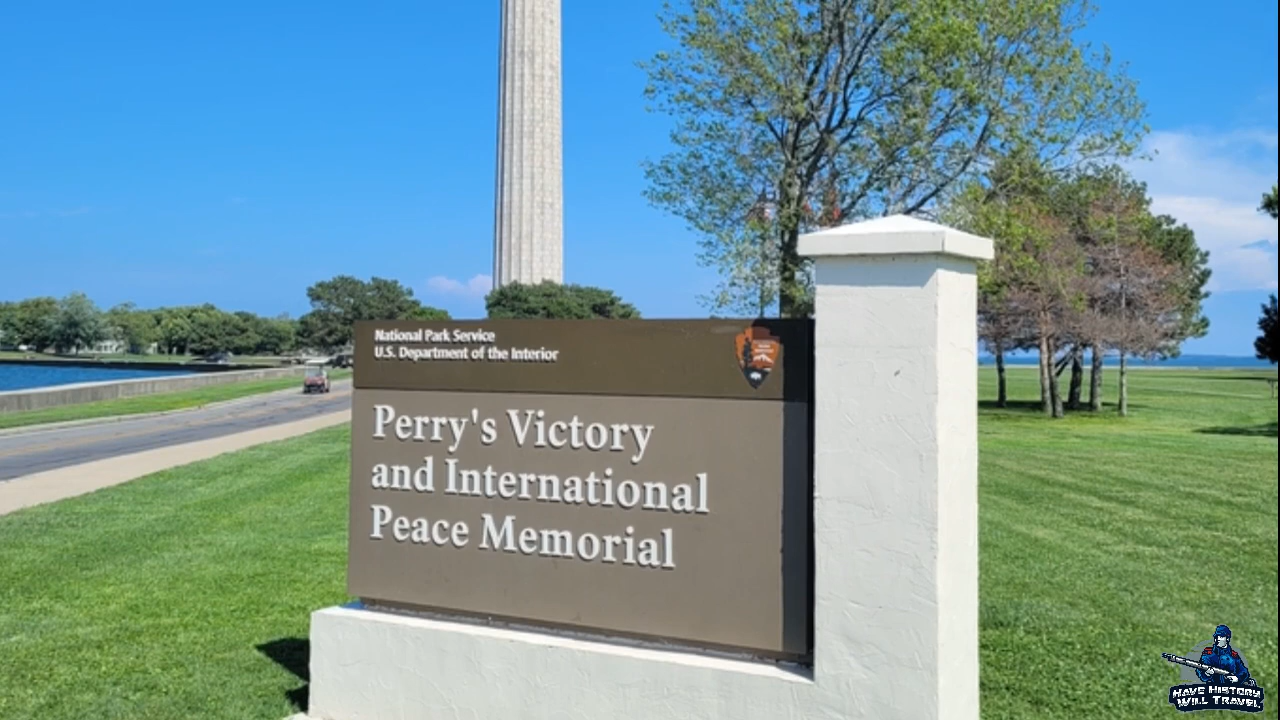 National Park Service
U.S. Department of the Interior
Perry's Victory
and International
Peace Memorial
HAVE HISTORY
WILL TRAVEL